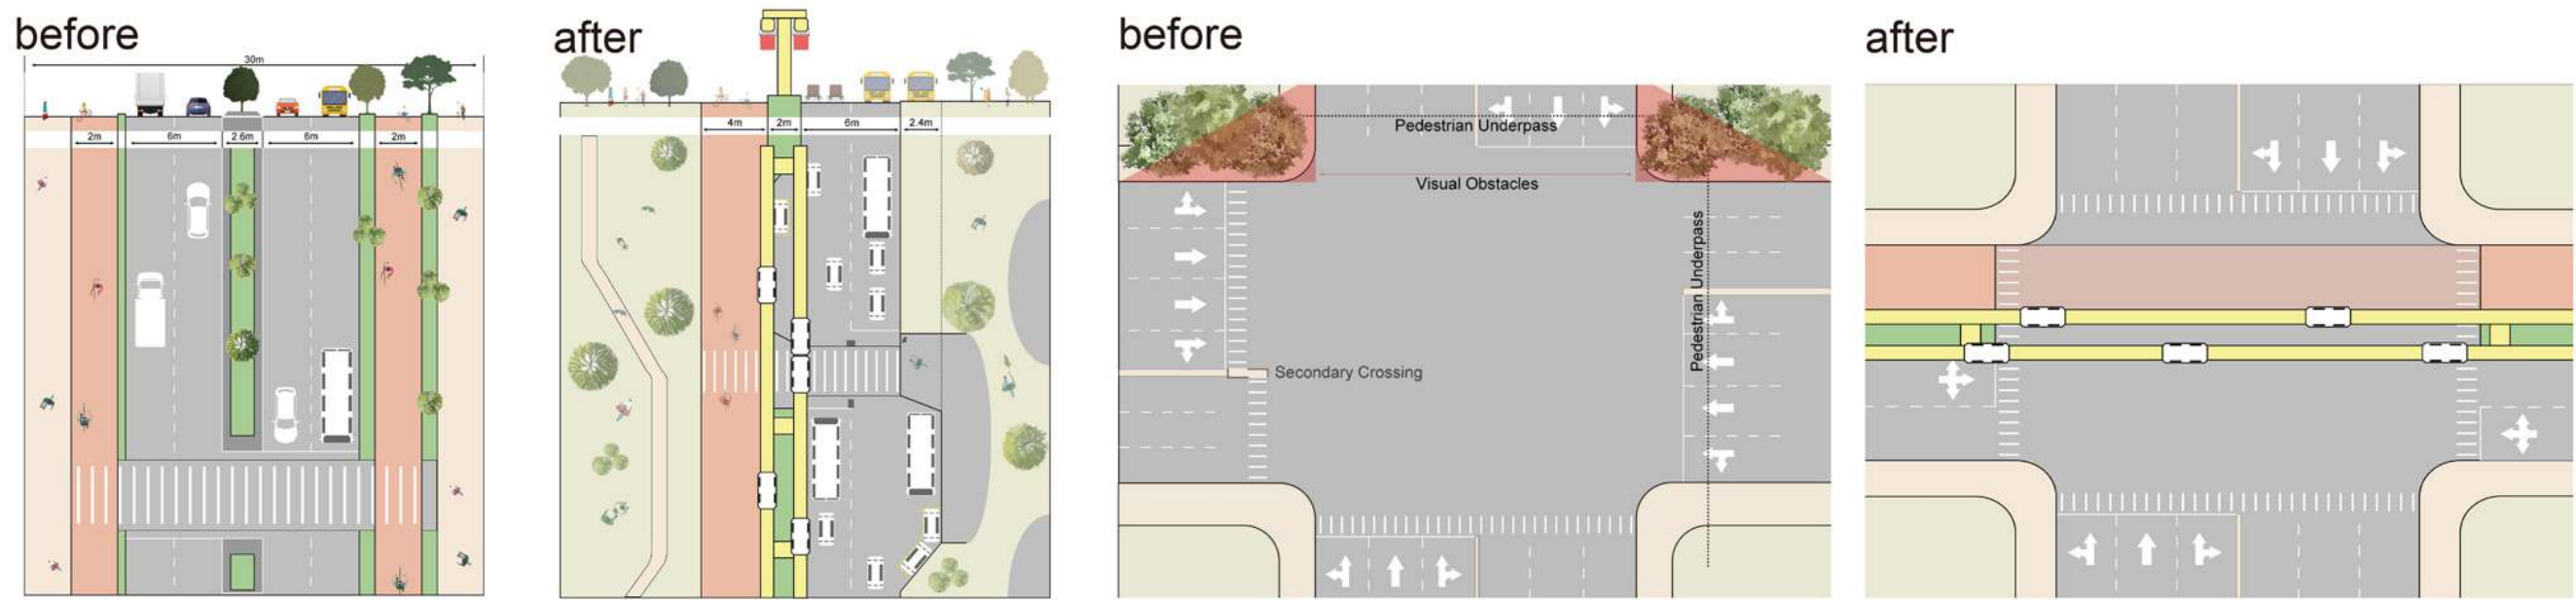 before
30m
2m
6m
2.6m
6m
2m
after
4m
2m
6m
2.4m
before
Pedestrian Underpass
Visual Obstacles
Pedestrian Underpass
Secondary Crossing
after